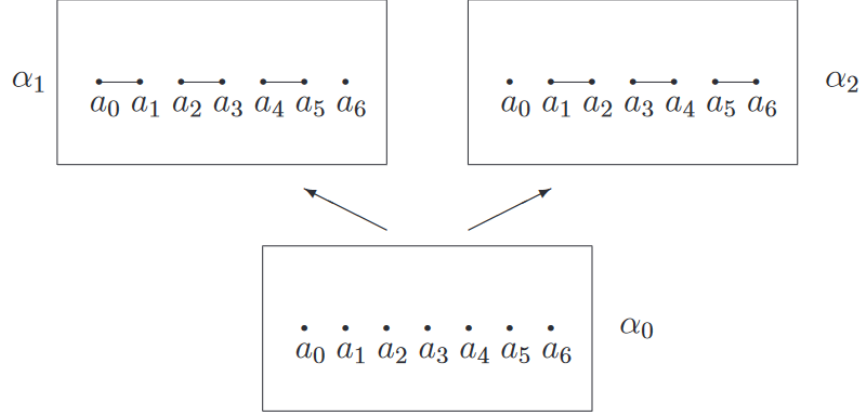 α₁
a₀ a₁ a₂ a₃ a₄ a₅ a₆
a₀ a₁ a₂ a₃ a₄ a₅ a₆
α₂
a₀ a₁ a₂ a₃ a₄ a₅ a₆
α₀